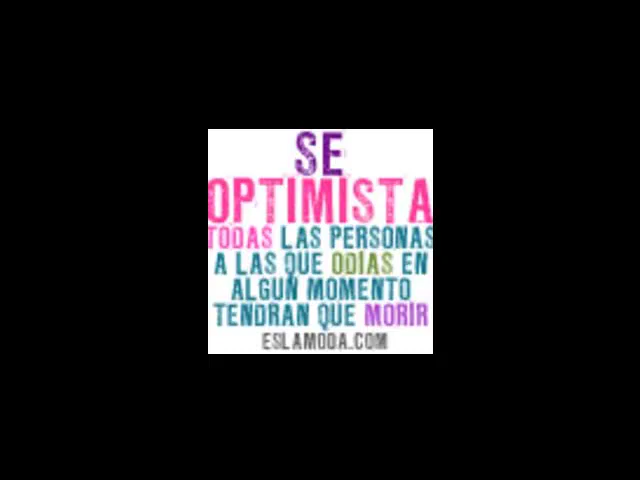 SE
OPTIMISTA
TODAS LAS PERSONAS
A LAS QUE ODIAS EN
ALGUN MOMENTO
TENDRAN QUE MORIR
ESLAMODA.COM